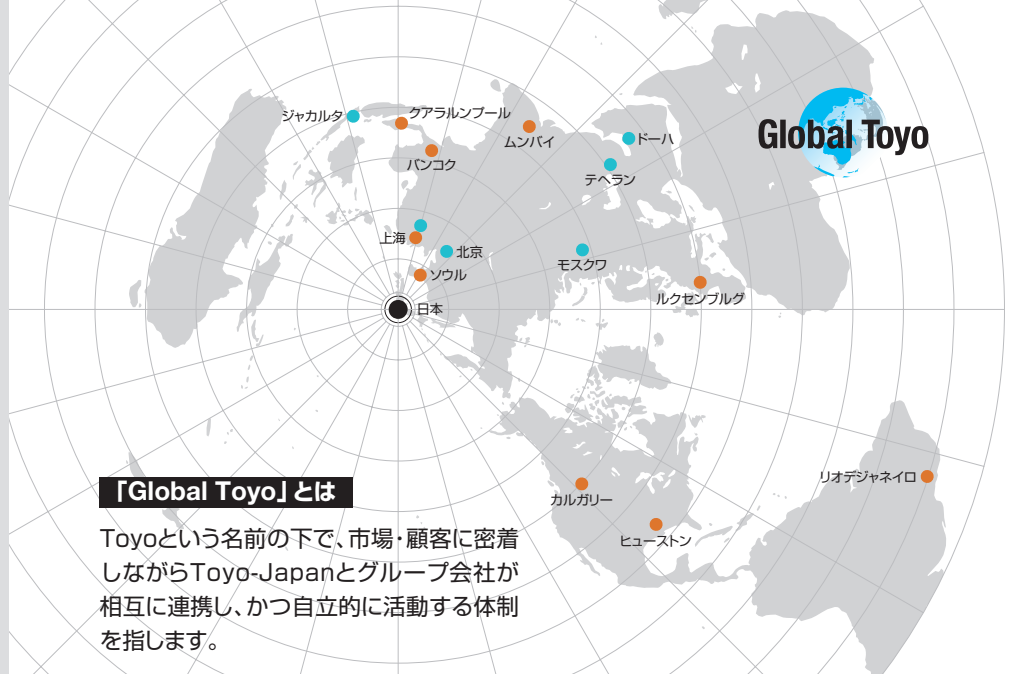 ジャカルタ
クアラルンプール
バンコク
ムンバイ
ドーハ
テヘラン
Global Toyo
上海
北京
モスクワ
ソウル
ルクセンブルグ
日本
リオデジャネイロ
カルガリー
ヒューストン
「Global Toyo」とは
Toyoという名前の下で、市場・顧客に密着
しながらToyo-Japanとグループ会社が
相互に連携し、かつ自立的に活動する体制
を指します。